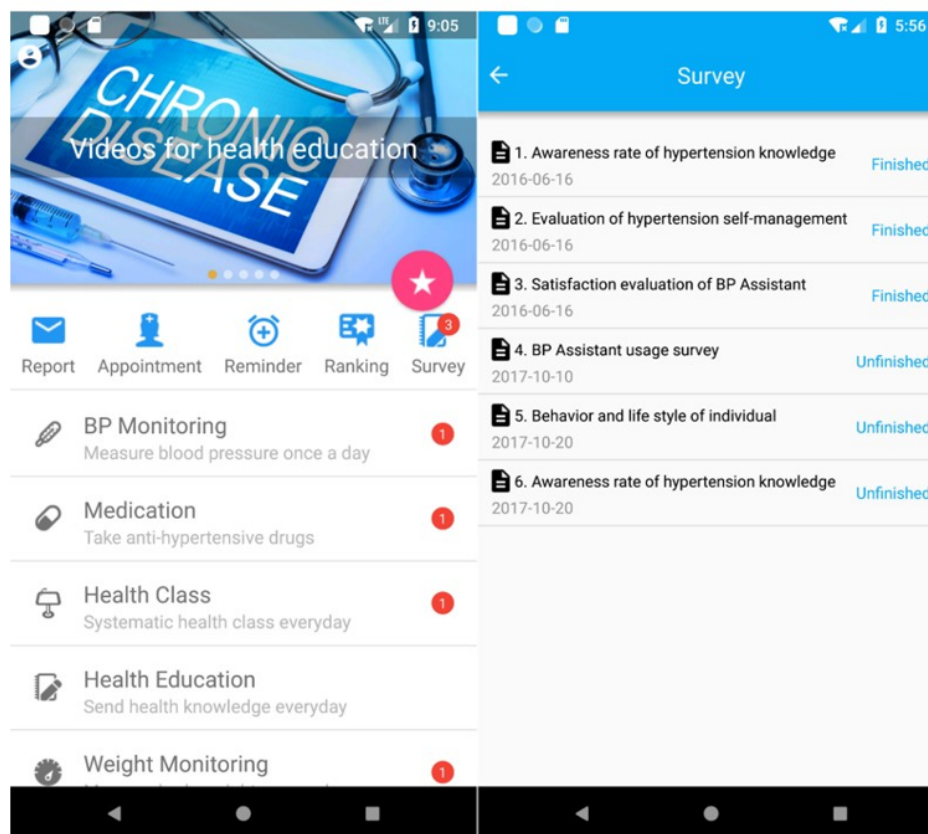 LTE 9:05
CHRONIC
DISEASE
Videos for health education
Report Appointment Reminder Ranking Survey
3
BP Monitoring
Measure blood pressure once a day
1
Medication
Take anti-hypertensive drugs
1
Health Class
Systematic health class everyday
1
Health Education
Send health knowledge everyday
Weight Monitoring
1
5:56
Survey
1. Awareness rate of hypertension knowledge
2016-06-16
Finished
2. Evaluation of hypertension self-management
2016-06-16
Finished
3. Satisfaction evaluation of BP Assistant
2016-06-16
Finished
4. BP Assistant usage survey
2017-10-10
Unfinished
5. Behavior and life style of individual
2017-10-20
Unfinished
6. Awareness rate of hypertension knowledge
2017-10-20
Unfinished